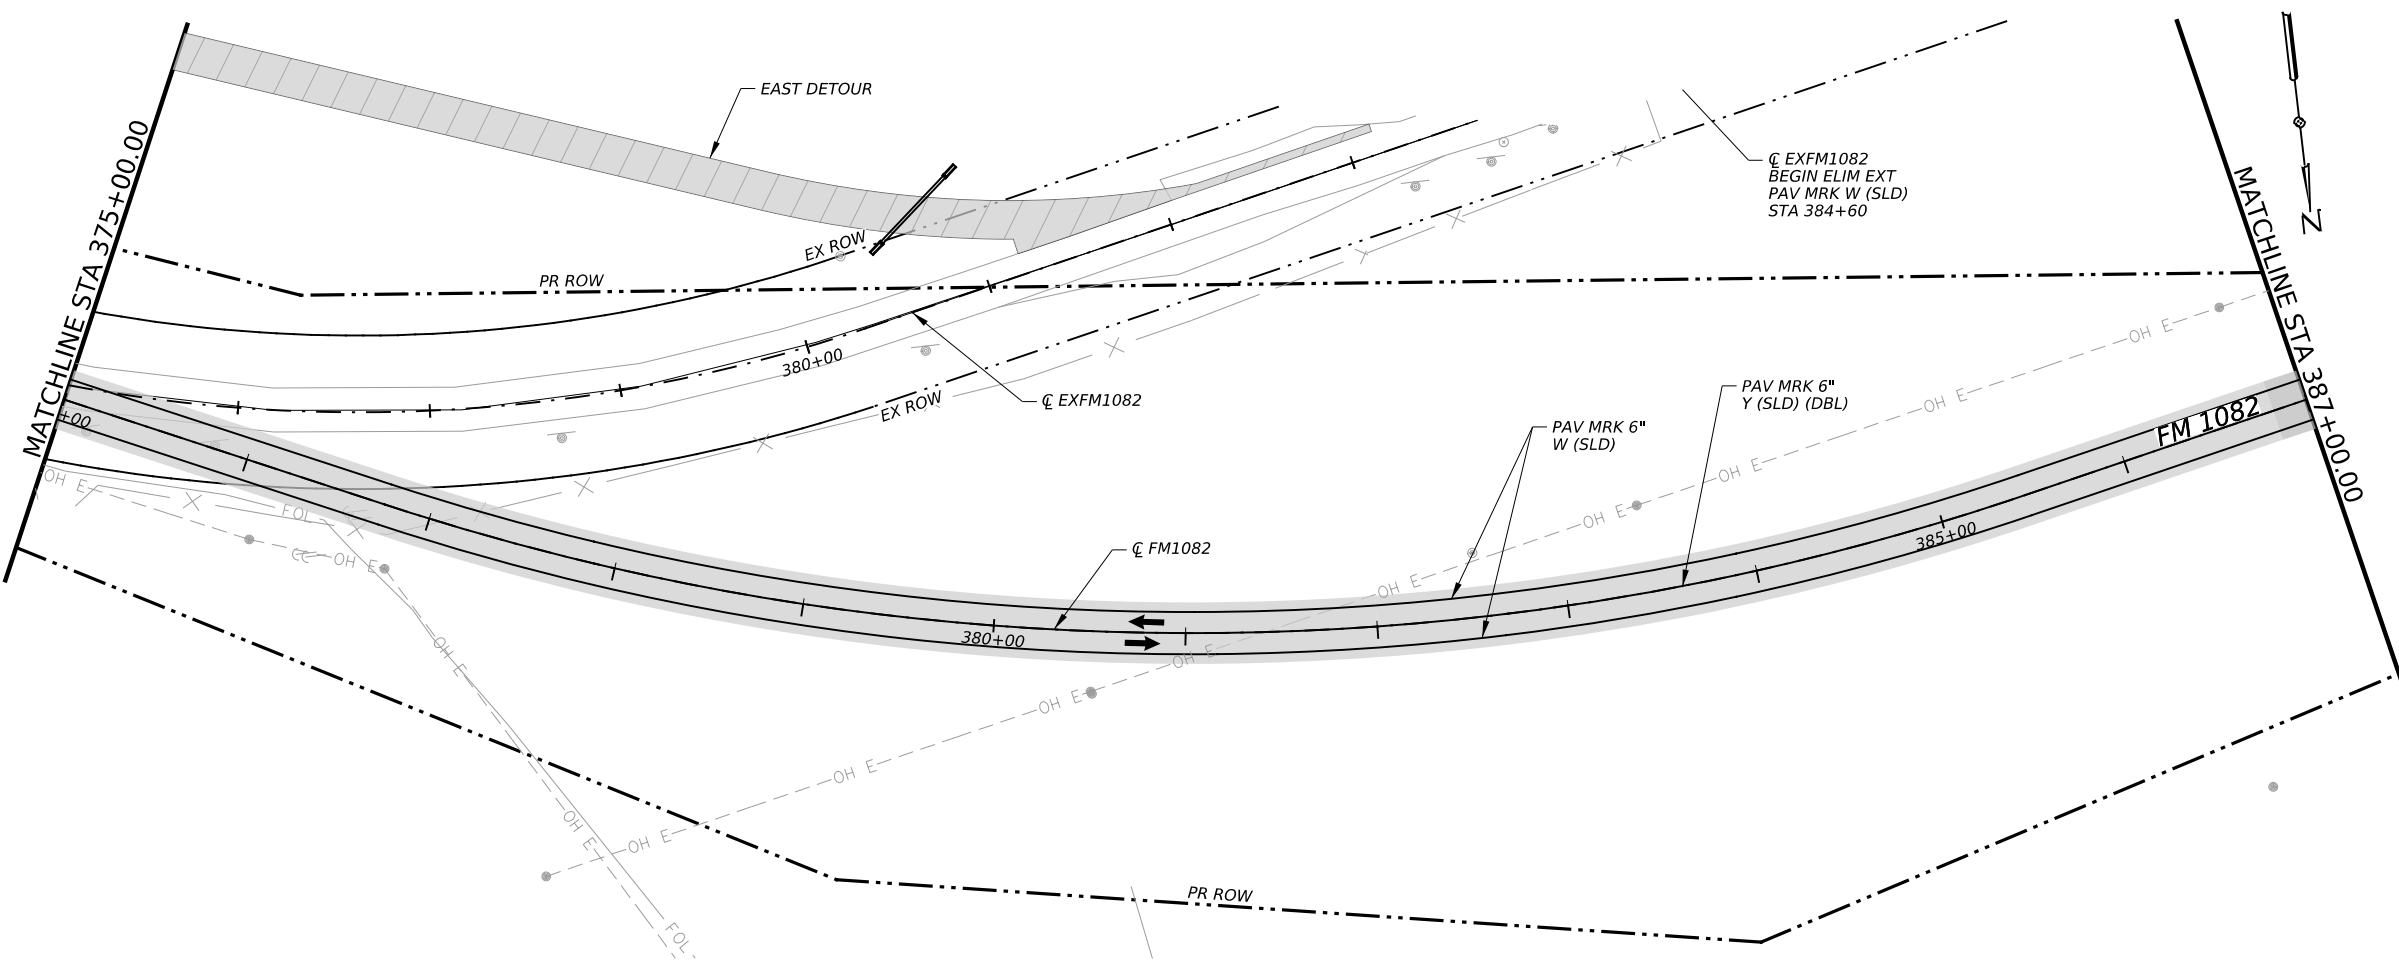 EAST DETOUR
MATCHLINE STA 375+00.00
℄ EXFM1082
BEGIN ELIM EXT
PAV MRK W (SLD)
STA 384+60
N
MATCHLINE STA 387+00.00
EX ROW
PR ROW
380+00
℄ EXFM1082
EX ROW
OH E
OH E
PAV MRK 6"
Y (SLD) (DBL)
PAV MRK 6"
W (SLD)
FM 1082
+00
OH E
OH E
FOL
OH E
OH E
385+00
℄ FM1082
OH E
380+00
OH E
OH E
OH E
OH E
OH E
OH E
PR ROW
FOL